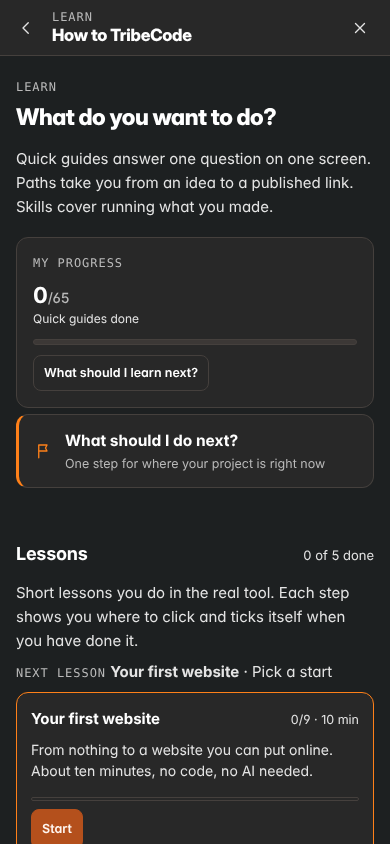 LEARN
How to TribeCode
LEARN
What do you want to do?
Quick guides answer one question on one screen.
Paths take you from an idea to a published link.
Skills cover running what you made.
MY PROGRESS
0/65
Quick guides done
What should I learn next?
What should I do next?
One step for where your project is right now
Lessons
0 of 5 done
Short lessons you do in the real tool. Each step
shows you where to click and ticks itself when
you have done it.
NEXT LESSON Your first website · Pick a start
Your first website
0/9 · 10 min
From nothing to a website you can put online.
About ten minutes, no code, no AI needed.
Start